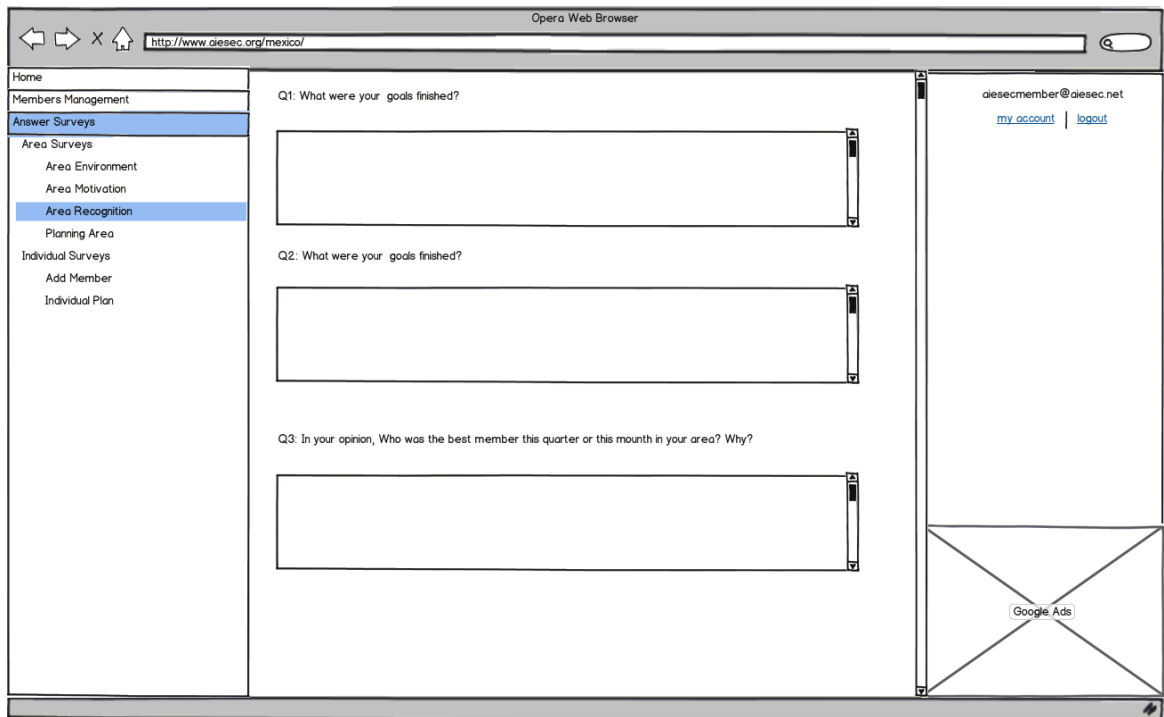 Opera Web Browser
http://www.aiesec.org/mexico/
Home
Members Management
Answer Surveys
Area Surveys
Area Environment
Area Motivation
Area Recognition
Planning Area
Individual Surveys
Add Member
Individual Plan
Q1: What were your goals finished?
Q2: What were your goals finished?
Q3: In your opinion, Who was the best member this quarter or this mounth in your area? Why?
aiesecmember@aiesec.net
my account | logout
Google Ads